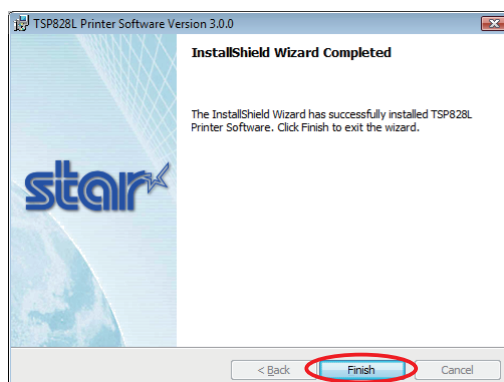 TSP828L Printer Software Version 3.0.0
InstallShield Wizard Completed
The InstallShield Wizard has successfully installed TSP828L
Printer Software. Click Finish to exit the wizard.
star
< Back
Finish
Cancel